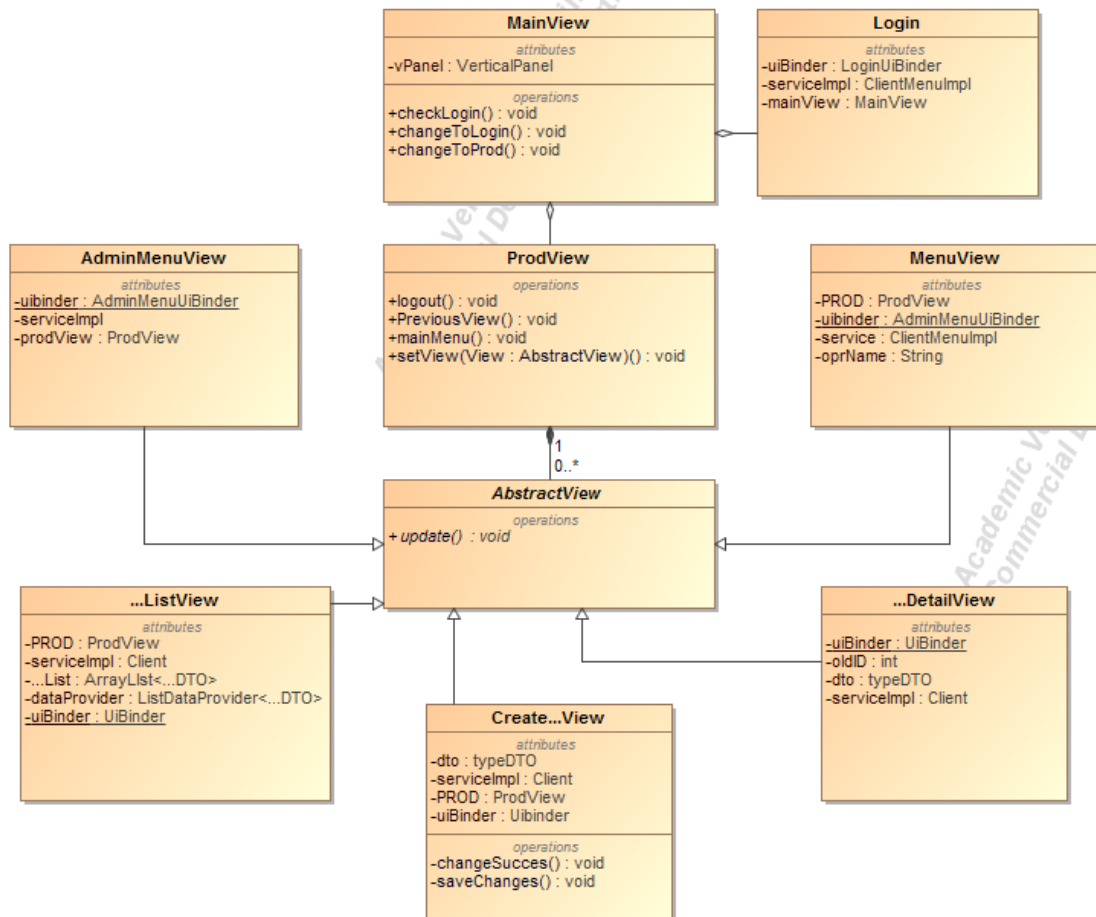 MainView
attributes
-vPanel : VerticalPanel
operations
+checkLogin() : void
+changeToLogin() : void
+changeToProd() : void
Login
attributes
-uiBinder : LoginUiBinder
-serviceImpl : ClientMenuImpl
-mainView : MainView
AdminMenuView
attributes
-uibinder : AdminMenuUiBinder
-serviceImpl
-prodView : ProdView
ProdView
operations
+logout() : void
+PreviousView() : void
+mainMenu() : void
+setView(View : AbstractView)() : void
MenuView
attributes
-PROD : ProdView
-uibinder : AdminMenuUiBinder
-service : ClientMenuImpl
-oprName : String
1
0..*
AbstractView
operations
+update() : void
...ListView
attributes
-PROD : ProdView
-serviceImpl : Client
-...List : ArrayLIst<...DTO>
-dataProvider : ListDataProvider<...DTO>
-uiBinder : UiBinder
Create...View
attributes
-dto : typeDTO
-serviceImpl : Client
-PROD : ProdView
-uiBinder : Uibinder
operations
-changeSucces() : void
-saveChanges() : void
...DetailView
attributes
-uiBinder : UiBinder
-oldID : int
-dto : typeDTO
-serviceImpl : Client
Academic
Commercial